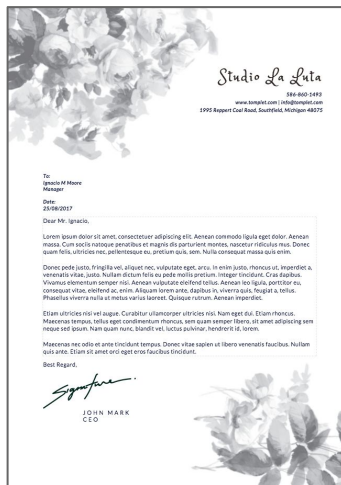 Studio La Luta
586-860-1493
www.tomplet.com | info@tomplet.com
1995 Reppert Coal Road, Southfield, Michigan 48075
To:
Ignacio M Moore
Manager
Date:
25/08/2017
Dear Mr. Ignacio,
Lorem ipsum dolor sit amet, consectetuer adipiscing elit. Aenean commodo ligula eget dolor. Aenean
massa. Cum sociis natoque penatibus et magnis dis parturient montes, nascetur ridiculus mus. Donec
quam felis, ultricies nec, pellentesque eu, pretium quis, sem. Nulla consequat massa quis enim.
Donec pede justo, fringilla vel, aliquet nec, vulputate eget, arcu. In enim justo, rhoncus ut, imperdiet a,
venenatis vitae, justo. Nullam dictum felis eu pede mollis pretium. Integer tincidunt. Cras dapibus.
Vivamus elementum semper nisi. Aenean vulputate eleifend tellus. Aenean leo ligula, porttitor eu,
consequat vitae, eleifend ac, enim. Aliquam lorem ante, dapibus in, viverra quis, feugiat a, tellus.
Phasellus viverra nulla ut metus varius laoreet. Quisque rutrum. Aenean imperdiet.
Etiam ultricies nisi vel augue. Curabitur ullamcorper ultricies nisi. Nam eget dui. Etiam rhoncus.
Maecenas tempus, tellus eget condimentum rhoncus, sem quam semper libero, sit amet adipiscing sem
neque sed ipsum. Nam quam nunc, blandit vel, luctus pulvinar, hendrerit id, lorem.
Maecenas nec odio et ante tincidunt tempus. Donec vitae sapien ut libero venenatis faucibus. Nullam
quis ante. Etiam sit amet orci eget eros faucibus tincidunt.
Best Regard,
Signature.
JOHN MARK
CEO